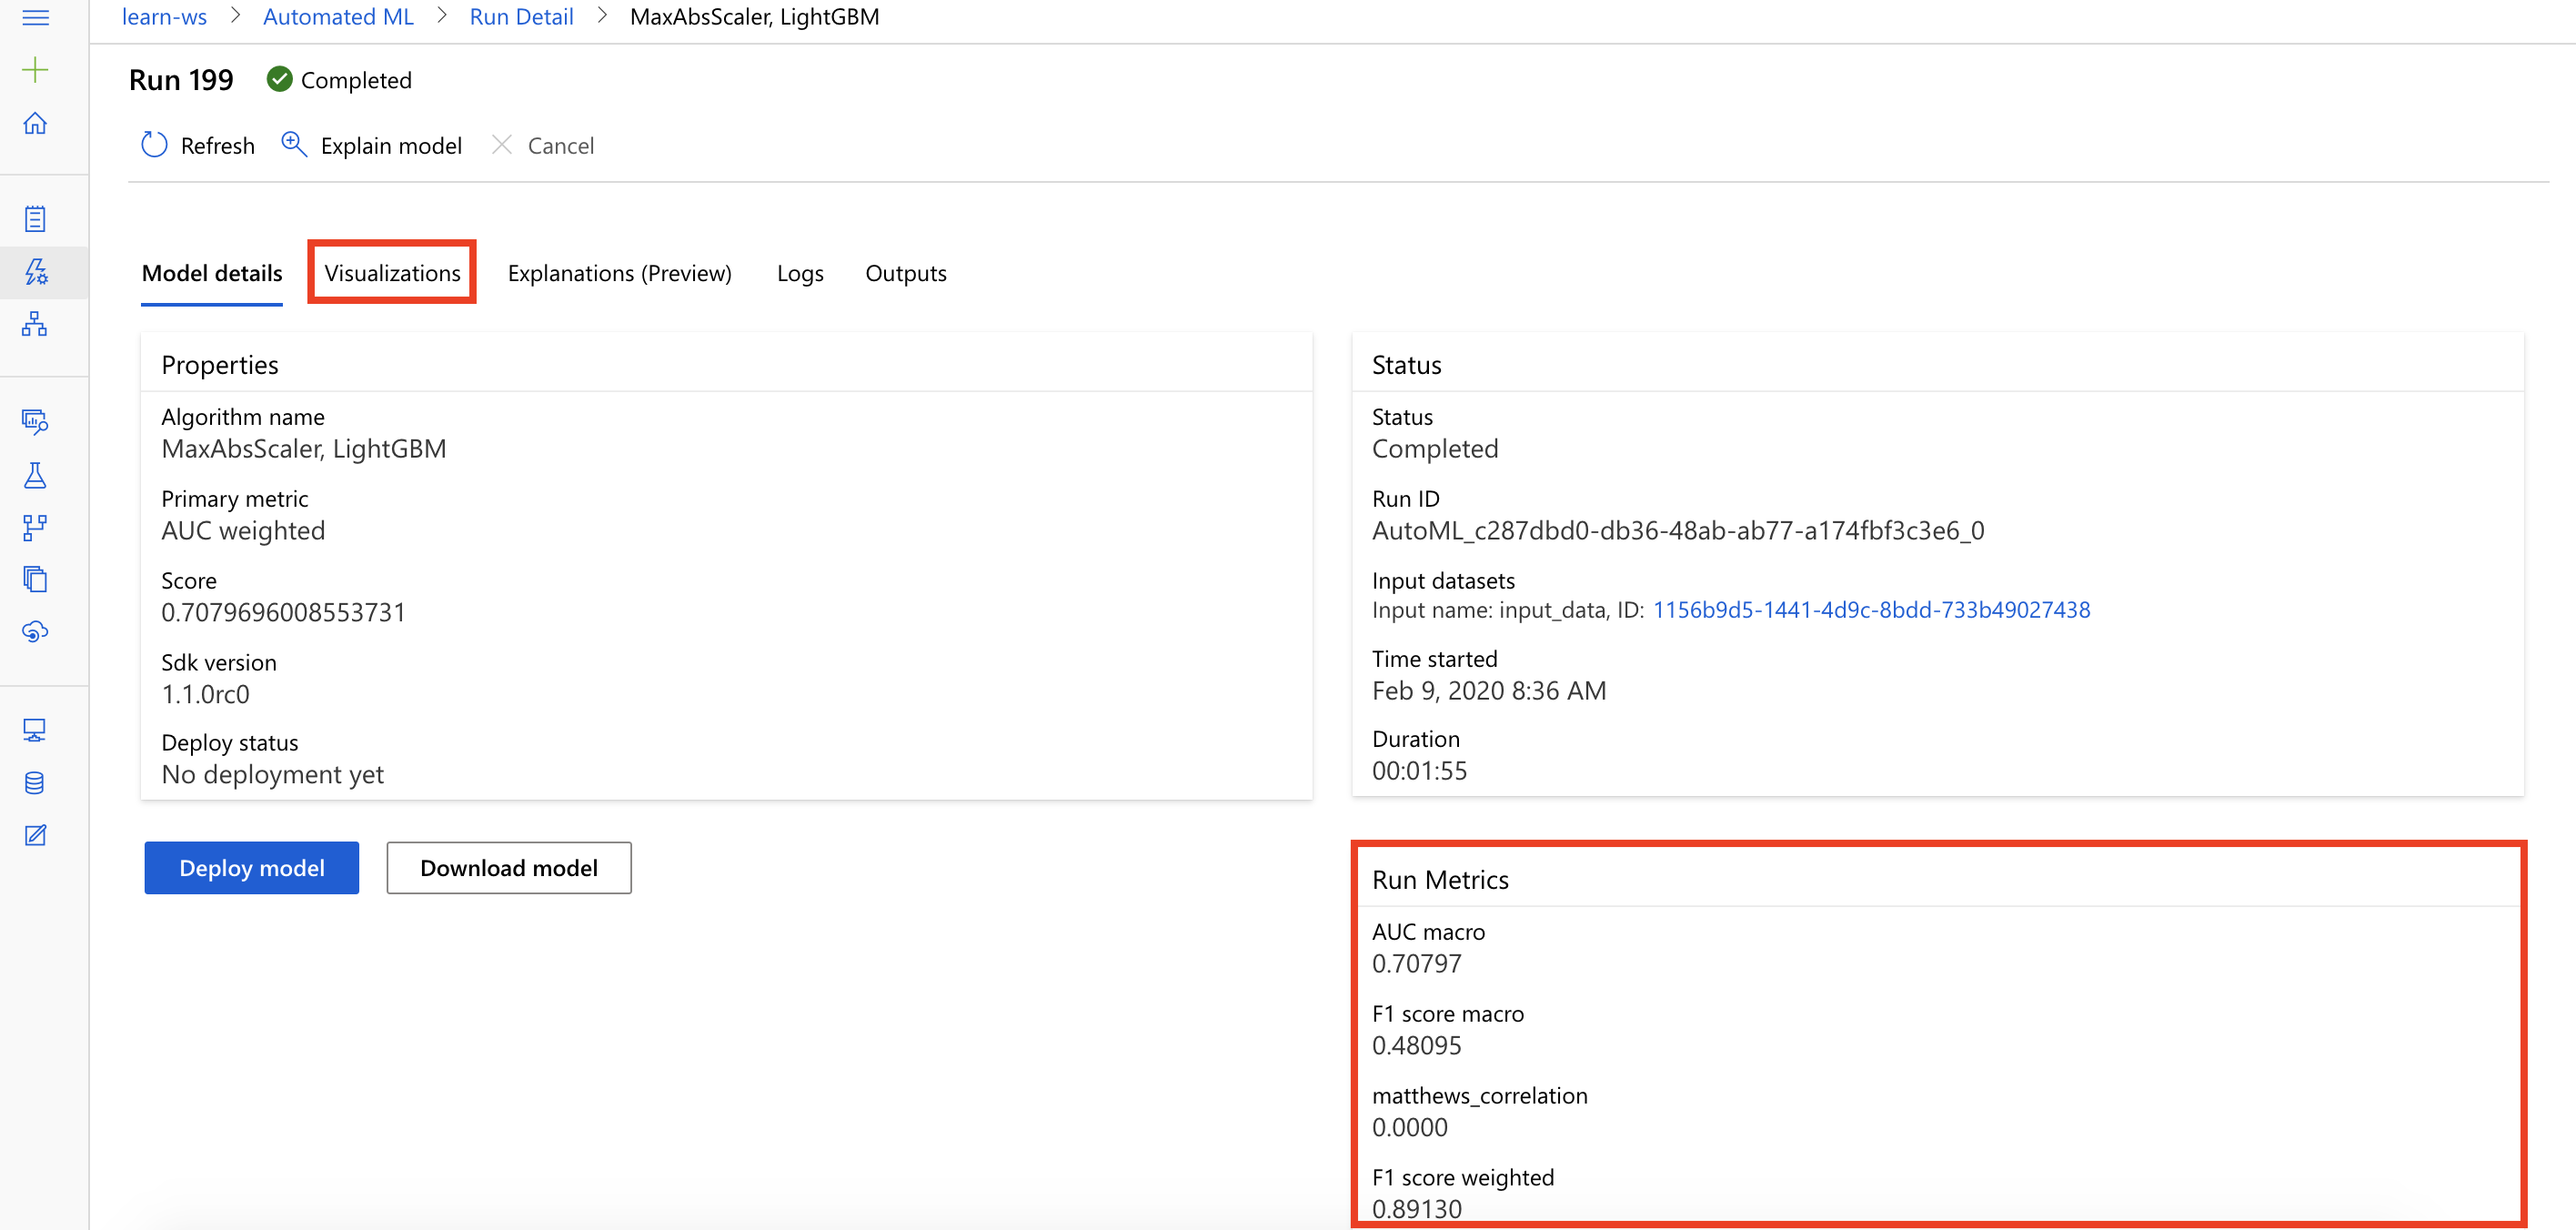 learn-ws > Automated ML > Run Detail > MaxAbsScaler, LightGBM
Run 199 Completed
Refresh Explain model Cancel
Model details Visualizations Explanations (Preview) Logs Outputs
Properties
Algorithm name
MaxAbsScaler, LightGBM
Primary metric
AUC weighted
Score
0.7079696008553731
Sdk version
1.1.0rc0
Deploy status
No deployment yet
Deploy model Download model
Status
Status
Completed
Run ID
AutoML_c287dbd0-db36-48ab-ab77-a174fbf3c3e6_0
Input datasets
Input name: input_data, ID: 1156b9d5-1441-4d9c-8bdd-733b49027438
Time started
Feb 9, 2020 8:36 AM
Duration
00:01:55
Run Metrics
AUC macro
0.70797
F1 score macro
0.48095
matthews_correlation
0.0000
F1 score weighted
0.89130